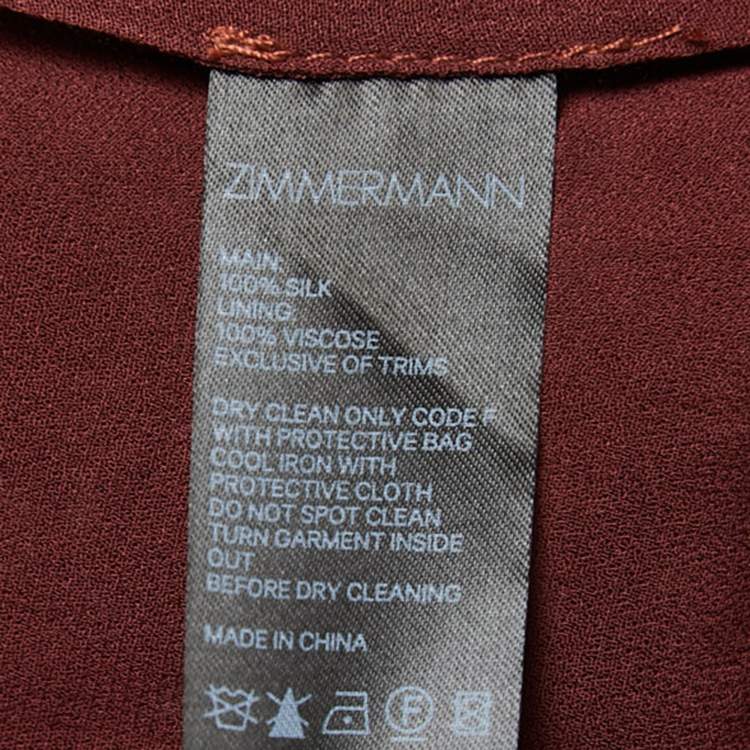 ZIMMERMANN
MAIN:
100% SILK
LINING:
100% VISCOSE
EXCLUSIVE OF TRIMS
DRY CLEAN ONLY CODE F
WITH PROTECTIVE BAG
COOL IRON WITH
PROTECTIVE CLOTH
DO NOT SPOT CLEAN
TURN GARMENT INSIDE
OUT
BEFORE DRY CLEANING
MADE IN CHINA
F